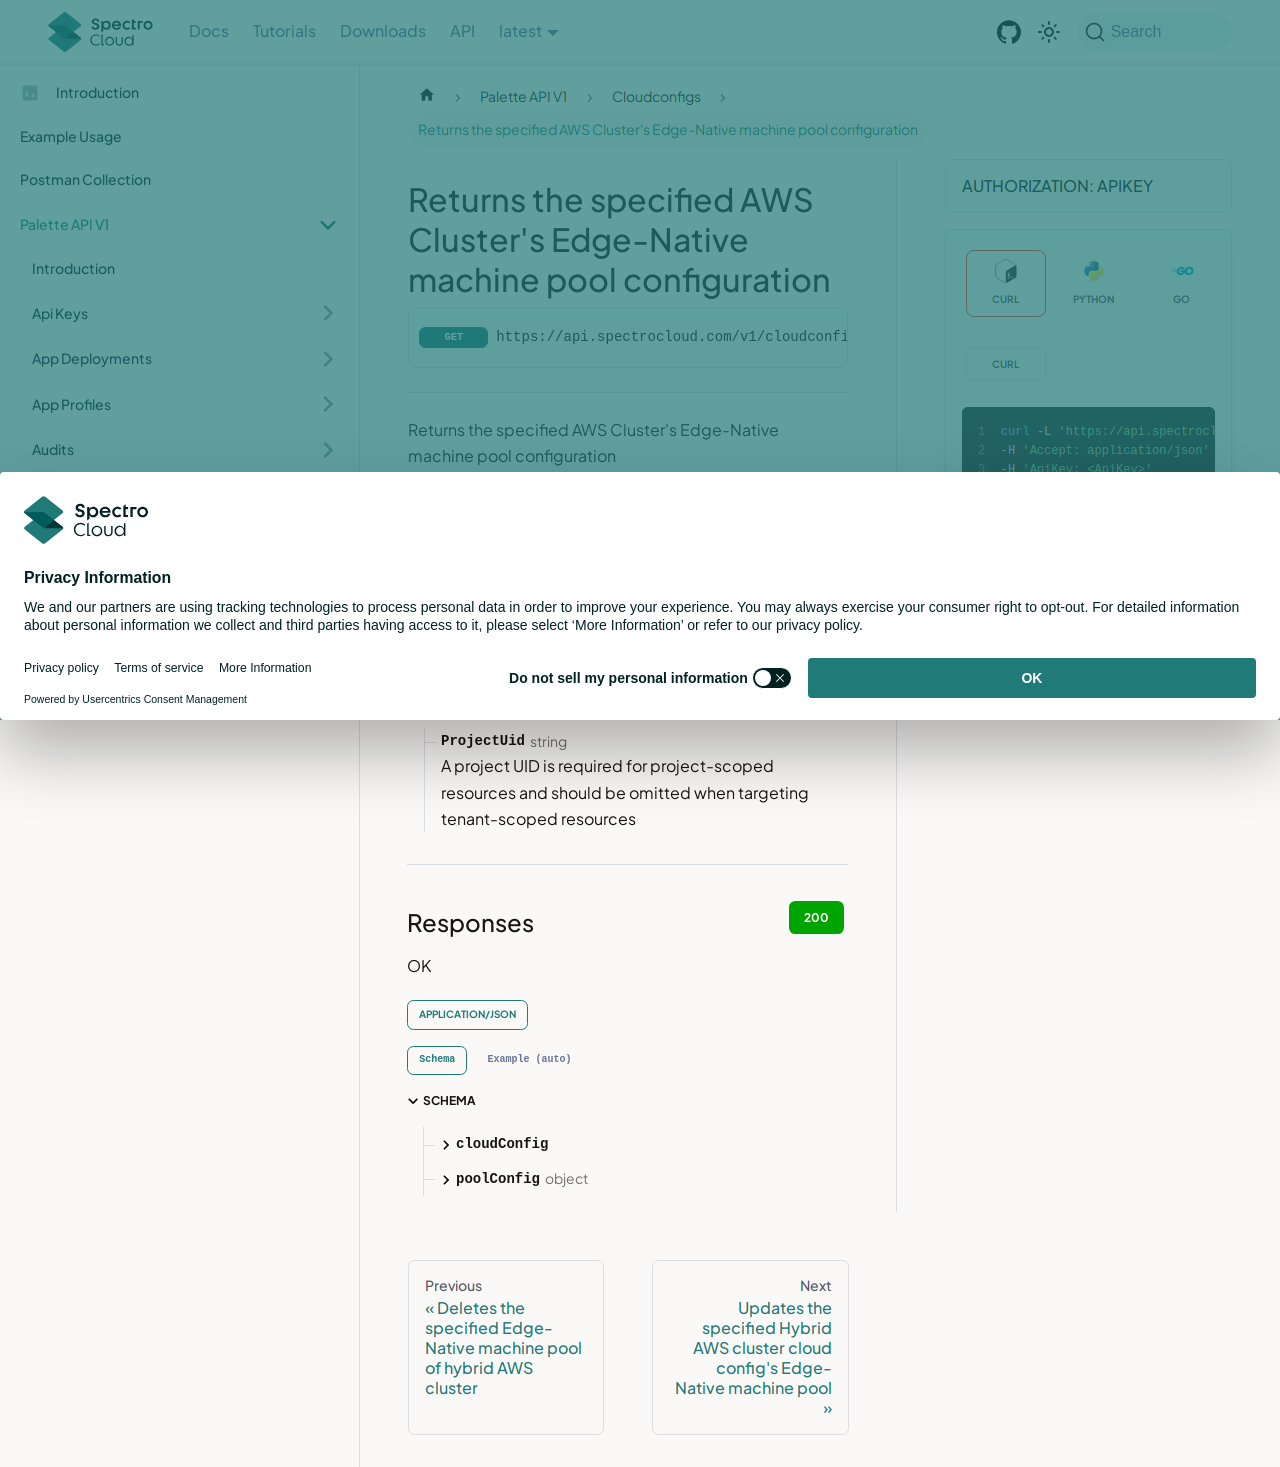 Spectro Cloud
Docs
Tutorials
Downloads
API
latest
Search
Introduction
Example Usage
Postman Collection
Palette API V1
Introduction
Api Keys
App Deployments
App Profiles
Audits
Palette API V1
Cloudconfigs
Returns the specified AWS Cluster's Edge-Native machine pool configuration
Returns the specified AWS
Cluster's Edge-Native
machine pool configuration
GET https://api.spectrocloud.com/v1/cloudconfi
Returns the specified AWS Cluster's Edge-Native
machine pool configuration
AUTHORIZATION: APIKEY
CURL
PYTHON
GO
CURL
1 curl -L 'https://api.spectrocl
2 -H 'Accept: application/json'
3 -H 'ApiKey: <ApiKey>'
Spectro
Cloud
Privacy Information
We and our partners are using tracking technologies to process personal data in order to improve your experience. You may always exercise your consumer right to opt-out. For detailed information
about personal information we collect and third parties having access to it, please select ‘More Information’ or refer to our privacy policy.
Privacy policy
Terms of service
More Information
Powered by Usercentrics Consent Management
Do not sell my personal information
OK
ProjectUid string
A project UID is required for project-scoped
resources and should be omitted when targeting
tenant-scoped resources
Responses
200
OK
APPLICATION/JSON
Schema
Example (auto)
SCHEMA
cloudConfig
poolConfig object
Previous
« Deletes the
specified Edge-
Native machine pool
of hybrid AWS
cluster
Next
Updates the
specified Hybrid
AWS cluster cloud
config's Edge-
Native machine pool
»